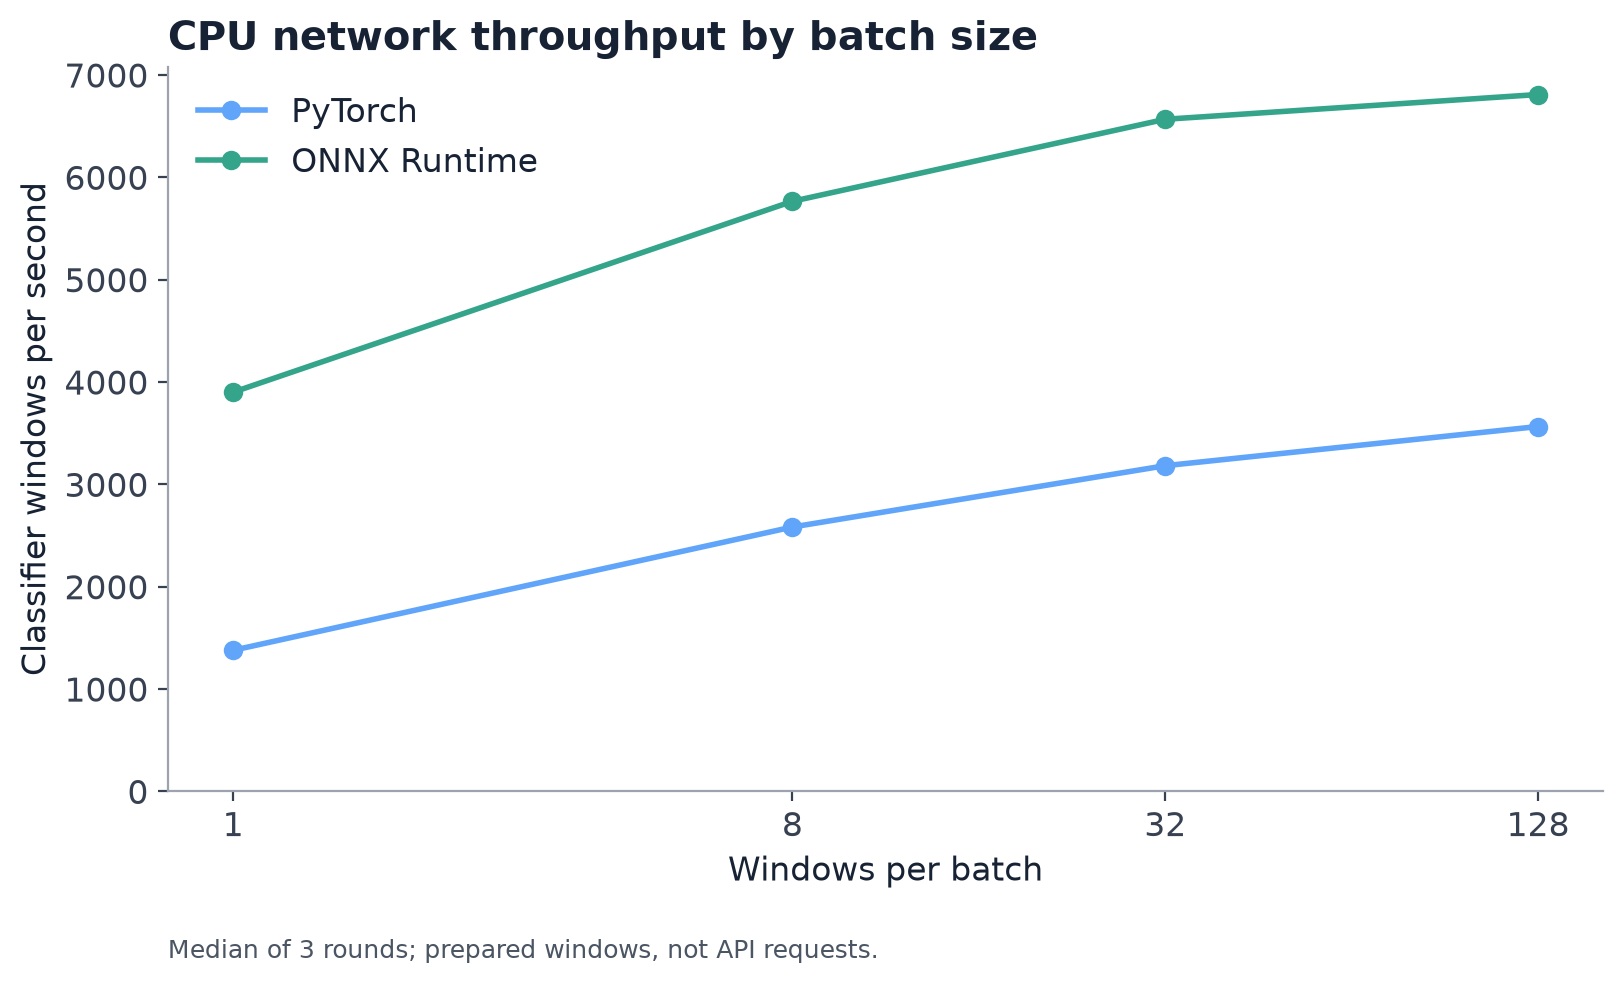 CPU network throughput by batch size
PyTorch
ONNX Runtime
Classifier windows per second
7000
6000
5000
4000
3000
2000
1000
0
1 8 32 128
Windows per batch
Median of 3 rounds; prepared windows, not API requests.